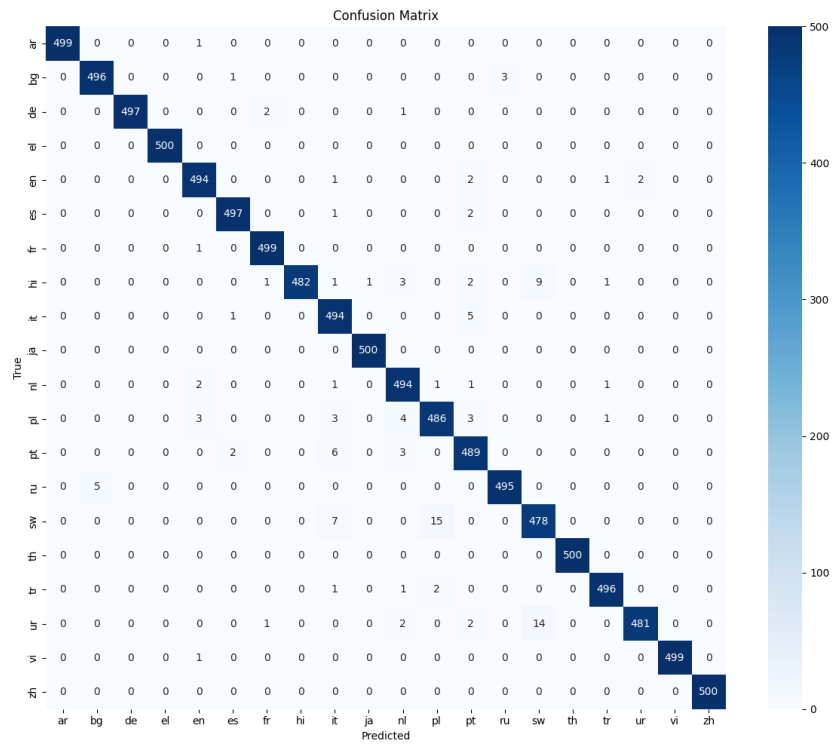 Confusion Matrix
ar 499 0 0 0 1 0 0 0 0 0 0 0 0 0 0 0 0 0 0 0
bg 0 496 0 0 0 1 0 0 0 0 0 0 0 3 0 0 0 0 0 0
de 0 0 497 0 0 0 2 0 0 0 1 0 0 0 0 0 0 0 0 0
el 0 0 0 500 0 0 0 0 0 0 0 0 0 0 0 0 0 0 0 0
en 0 0 0 0 494 0 0 0 1 0 0 0 2 0 0 0 1 2 0 0
es 0 0 0 0 0 497 0 0 1 0 0 0 2 0 0 0 0 0 0 0
fr 0 0 0 0 1 0 499 0 0 0 0 0 0 0 0 0 0 0 0 0
hi 0 0 0 0 0 0 1 482 1 1 3 0 2 0 9 0 1 0 0 0
it 0 0 0 0 0 1 0 0 494 0 0 0 5 0 0 0 0 0 0 0
ja 0 0 0 0 0 0 0 0 0 500 0 0 0 0 0 0 0 0 0 0
nl 0 0 0 0 2 0 0 0 1 0 494 1 1 0 0 0 1 0 0 0
pl 0 0 0 0 3 0 0 0 3 0 4 486 3 0 0 0 1 0 0 0
pt 0 0 0 0 0 2 0 0 6 0 3 0 489 0 0 0 0 0 0 0
ru 0 5 0 0 0 0 0 0 0 0 0 0 0 495 0 0 0 0 0 0
sw 0 0 0 0 0 0 0 0 7 0 0 15 0 0 478 0 0 0 0 0
th 0 0 0 0 0 0 0 0 0 0 0 0 0 0 0 500 0 0 0 0
tr 0 0 0 0 0 0 0 0 1 0 1 2 0 0 0 0 496 0 0 0
ur 0 0 0 0 0 0 1 0 0 0 2 0 2 0 14 0 0 481 0 0
vi 0 0 0 0 1 0 0 0 0 0 0 0 0 0 0 0 0 0 499 0
zh 0 0 0 0 0 0 0 0 0 0 0 0 0 0 0 0 0 0 0 500
ar bg de el en es fr hi it ja nl pl pt ru sw th tr ur vi zh
Predicted
True
500
400
300
200
100
0